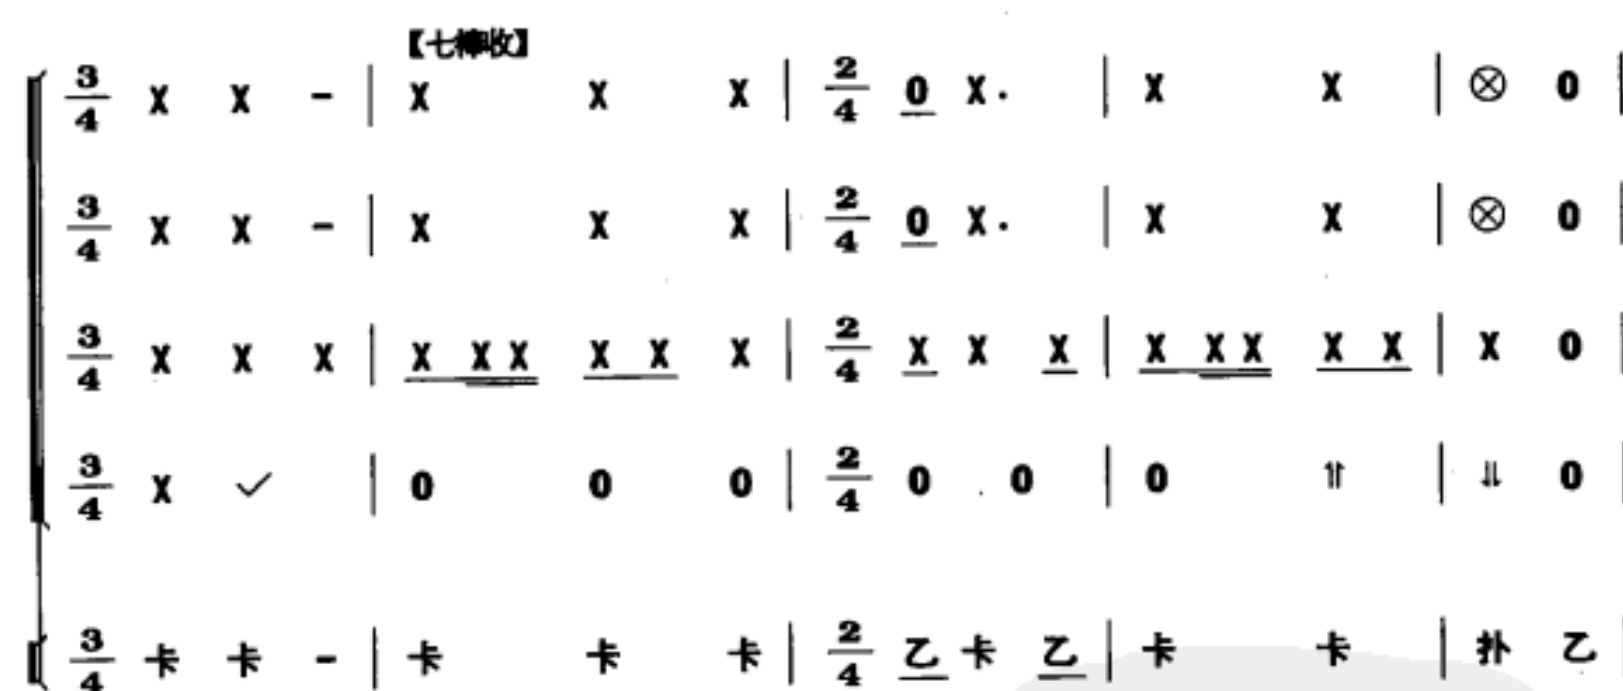 【七棒收】
3/4 X X - | X X X | 2/4 0 X. | X X | ⊗ 0 |
3/4 X X - | X X X | 2/4 0 X. | X X | ⊗ 0 |
3/4 X X X | X X X X X X | 2/4 X X X | X X X X X | X 0 |
3/4 X ✓ | 0 0 0 | 2/4 0 0 | 0 ⇈ | ⇊ 0 |
3/4 卡 卡 - | 卡 卡 卡 | 2/4 乙 卡 乙 | 卡 卡 | 扑 乙 |